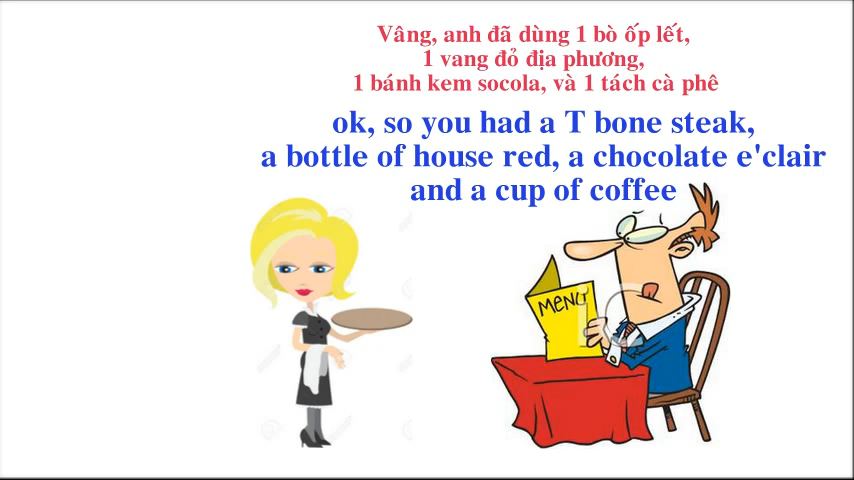 Vâng, anh đã dùng 1 bò ốp lết,
1 vang đỏ địa phương,
1 bánh kem socola, và 1 tách cà phê
ok, so you had a T bone steak,
a bottle of house red, a chocolate e'clair
and a cup of coffee
MENU